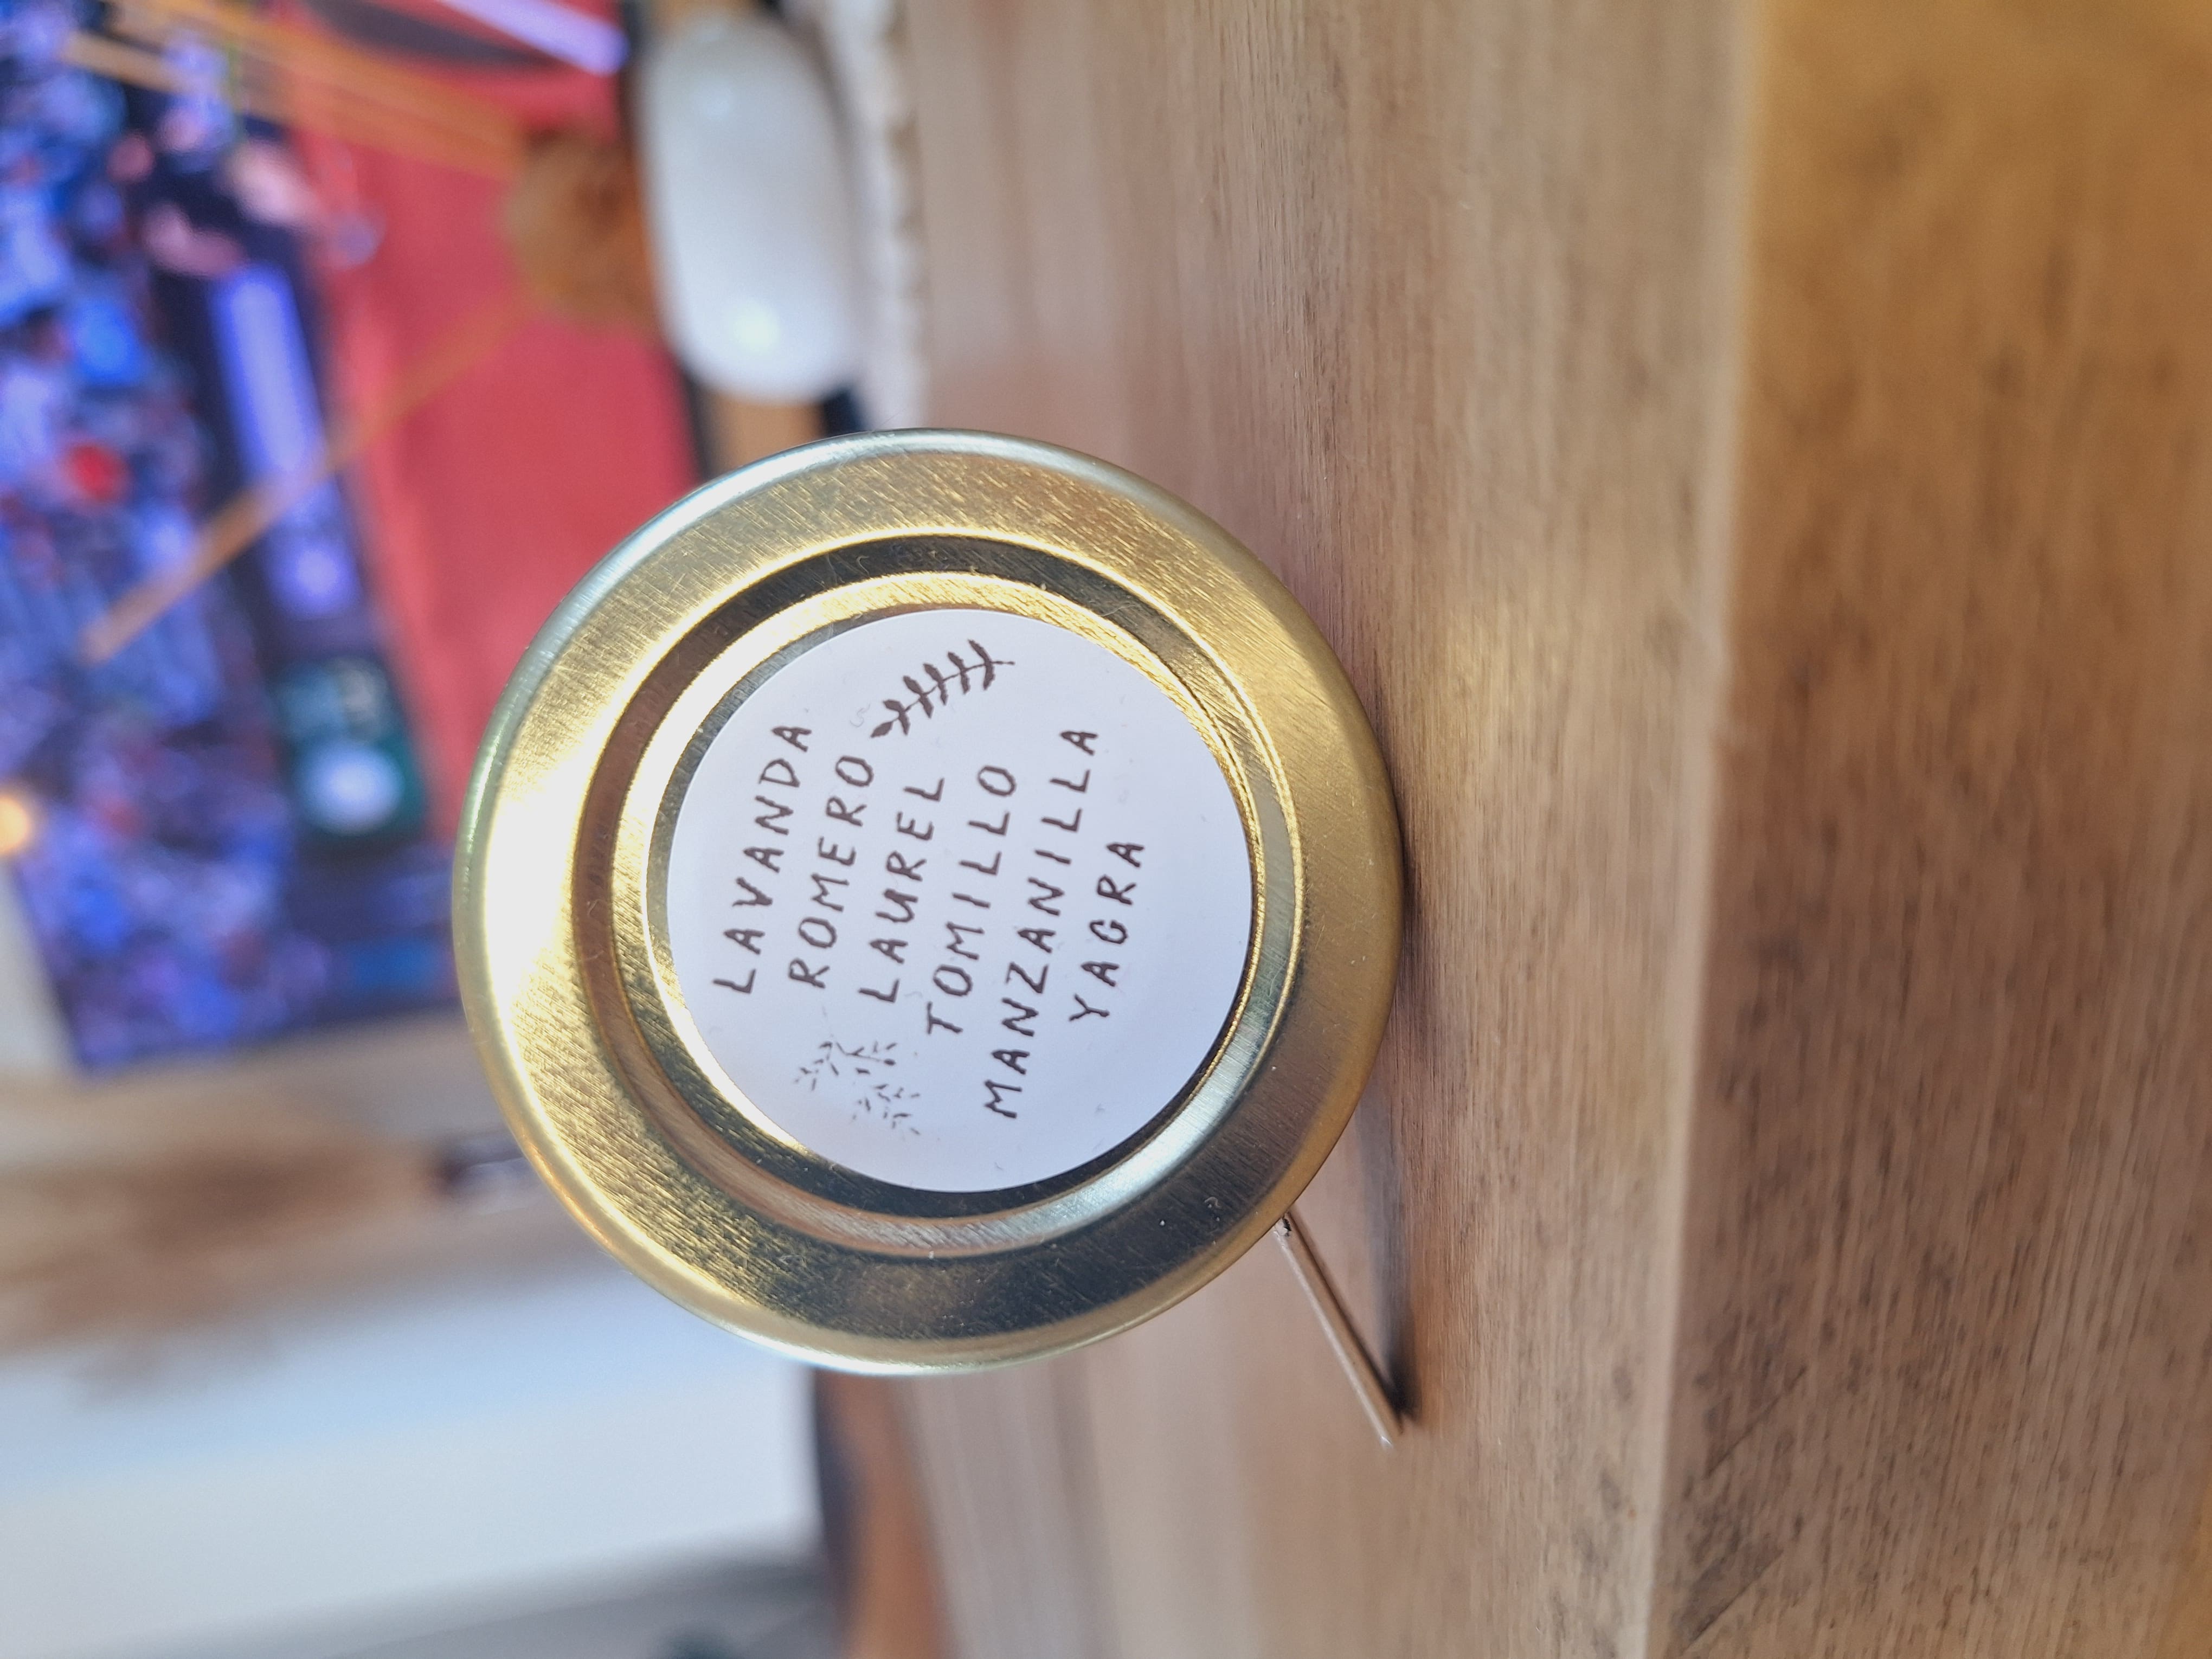 LAVANDA
ROMERO
LAUREL
TOMILLO
MANZANILLA
YAGRA